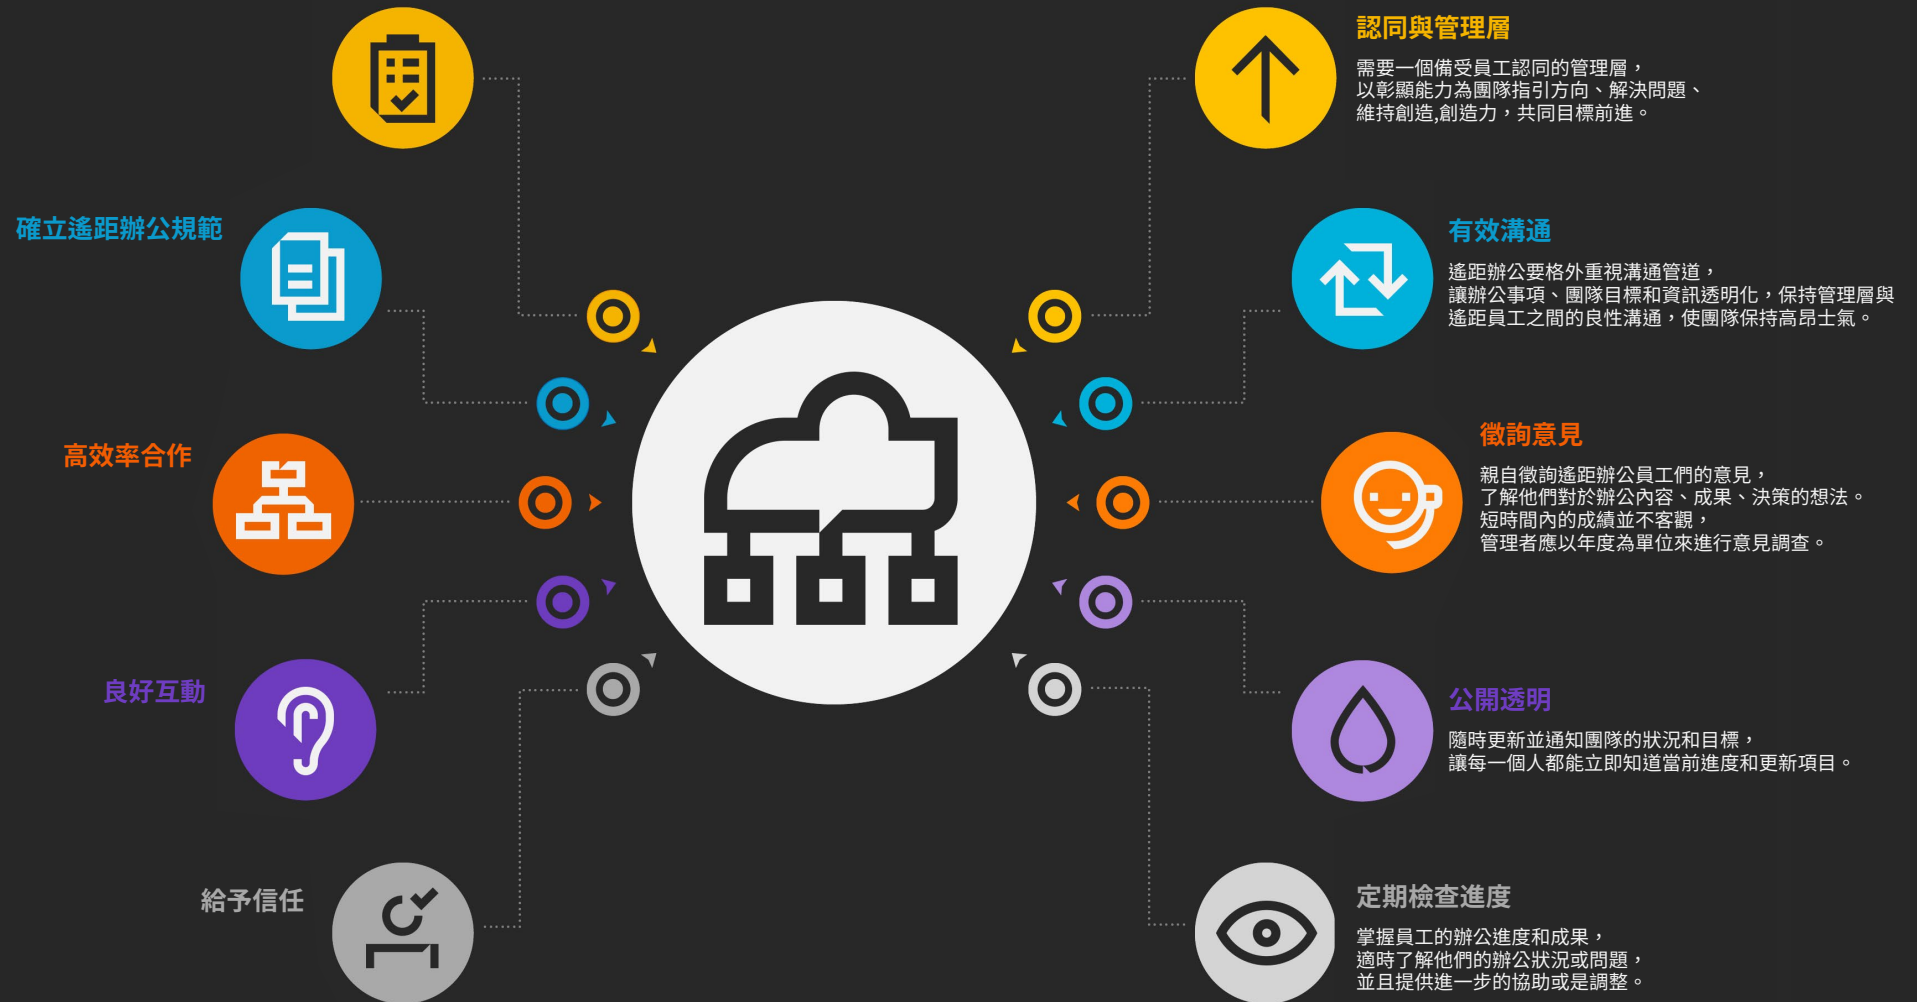 認同與管理層
需要一個備受員工認同的管理層，
以彰顯能力為團隊指引方向、解決問題、
維持創造,創造力，共同目標前進。
確立遙距辦公規範
有效溝通
遙距辦公要格外重視溝通管道，
讓辦公事項、團隊目標和資訊透明化，保持管理層與
遙距員工之間的良性溝通，使團隊保持高昂士氣。
高效率合作
徵詢意見
親自徵詢遙距辦公員工們的意見，
了解他們對於辦公內容、成果、決策的想法。
短時間內的成績並不客觀，
管理者應以年度為單位來進行意見調查。
良好互動
公開透明
隨時更新並通知團隊的狀況和目標，
讓每一個人都能立即知道當前進度和更新項目。
給予信任
定期檢查進度
掌握員工的辦公進度和成果，
適時了解他們的辦公狀況或問題，
並且提供進一步的協助或是調整。